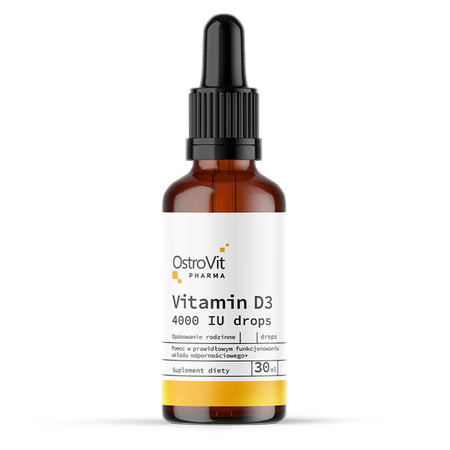 OstroVit
PHARMA
Vitamin D3
4000 IU drops
Opakowanie rodzinne drops
Pomoc w prawidłowym funkcjonowaniu
układu odpornościowego*
Suplement diety 30ml